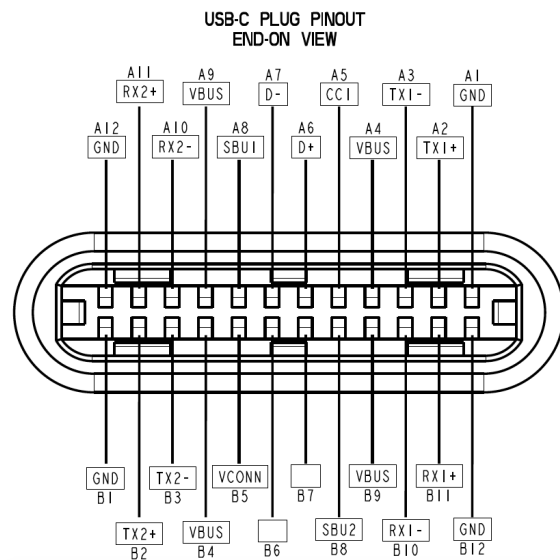 USB-C PLUG PINOUT
END-ON VIEW
A11 A9 A7 A5 A3 A1
RX2+ VBUS D- CC1 TX1- GND
A12 A10 A8 A6 A4 A2
GND RX2- SBU1 D+ VBUS TX1+
GND TX2- VCONN VBUS RX1+
B1 B3 B5 B7 B9 B11
TX2+ VBUS SBU2 RX1- GND
B2 B4 B6 B8 B10 B12